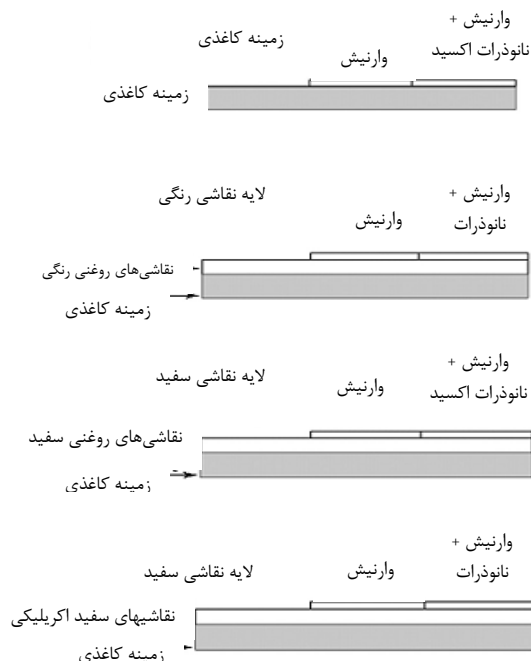 وارنیش +
نانوذرات اکسید
وارنیش
زمینه کاغذی
زمینه کاغذی
وارنیش +
نانوذرات
وارنیش
لایه نقاشی رنگی
نقاشی‌های روغنی رنگی
زمینه کاغذی
وارنیش +
نانوذرات اکسید
وارنیش
لایه نقاشی سفید
نقاشی‌های روغنی سفید
زمینه کاغذی
وارنیش +
نانوذرات
وارنیش
لایه نقاشی سفید
نقاشیهای سفید اکریلیکی
زمینه کاغذی